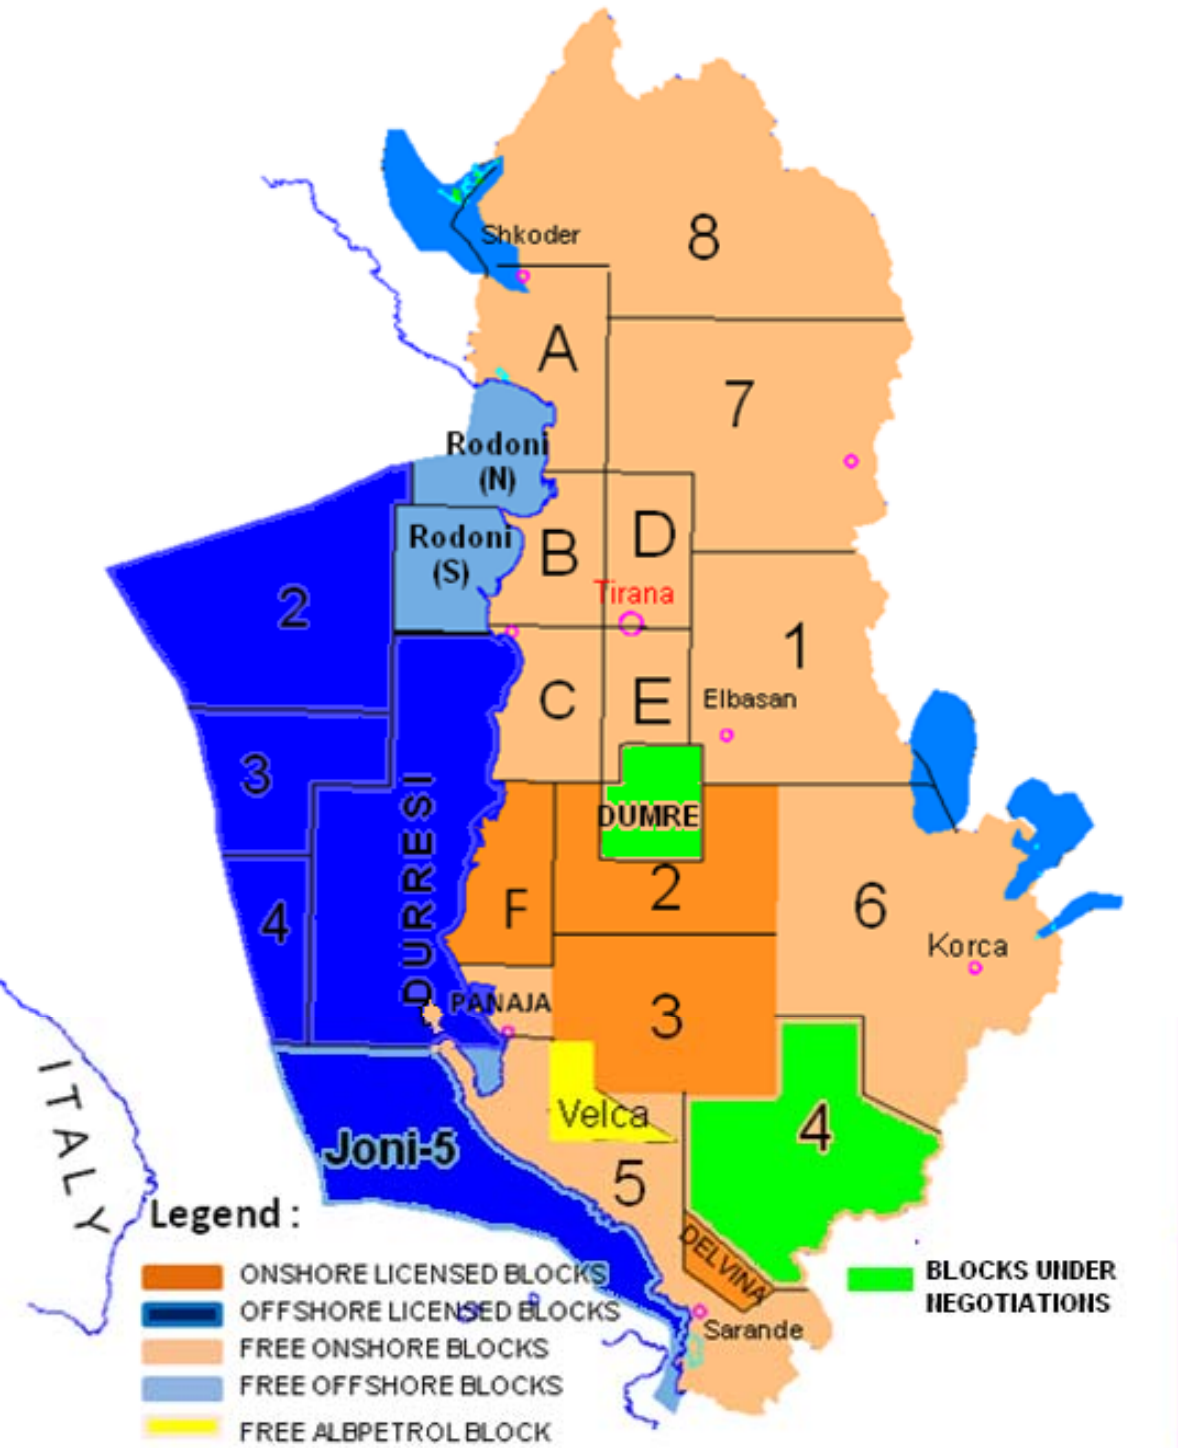 8
Shkoder
A
7
Rodoni
(N)
Rodoni
(S)
B
D
Tirana
2
1
C
E
Elbasan
3
DURRESI
DUMRE
2
4
F
6
Korca
PANAJA
3
ITALY
Velca
4
Joni-5
5
DELVINA
Sarande
Legend :
ONSHORE LICENSED BLOCKS
OFFSHORE LICENSED BLOCKS
FREE ONSHORE BLOCKS
FREE OFFSHORE BLOCKS
FREE ALBPETROL BLOCK
BLOCKS UNDER
NEGOTIATIONS